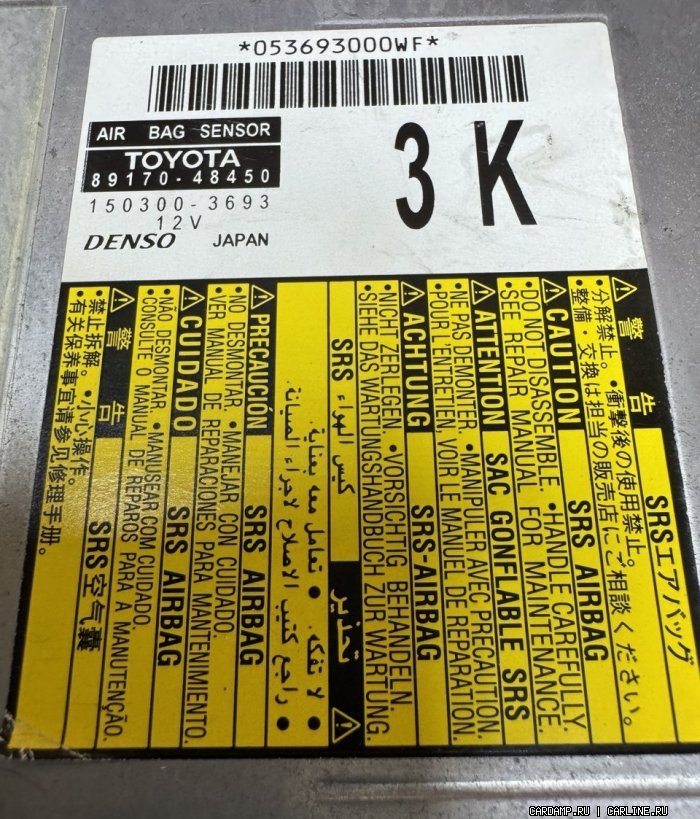 *053693000WF*
AIR BAG SENSOR
TOYOTA
89170-48450
150300-3693
12V
DENSO JAPAN
3 K
警告 SRSエアバッグ
・分解禁止。・衝撃後の使用禁止。
・整備・交換は担当の販売店にご相談ください。
CAUTION SRS AIRBAG
・DO NOT DISASSEMBLE. ・HANDLE CAREFULLY.
・SEE REPAIR MANUAL FOR MAINTENANCE.
ATTENTION SAC GONFLABLE SRS
・NE PAS DEMONTER. ・MANIPULER AVEC PRECAUTION.
・POUR L'ENTRETIEN, VOIR LE MANUEL DE REPARATION.
ACHTUNG SRS-AIRBAG
・NICHT ZERLEGEN. ・VORSICHTIG BEHANDELN.
・SIEHE DAS WARTUNGSHANDBUCH ZUR WARTUNG.
تحذير كيس الهواء SRS
• لا تفكه. • تعامل معه بعناية.
• راجع كتيب الاصلاح لاجراء الصيانة.
PRECAUCIÓN SRS AIRBAG
・NO DESMONTAR. ・MANEJAR CON CUIDADO.
・VER MANUAL DE REPARACIONES PARA MANTENIMIENTO.
CUIDADO SRS AIRBAG
・NÃO DESMONTAR. ・MANUSEAR COM CUIDADO.
・CONSULTE O MANUAL DE REPAROS PARA A MANUTENÇÃO.
警告 SRS空气囊
・禁止拆解。・小心操作。
・有关保养事宜请参见修理手册。
CARDAMP.RU | CARLINE.RU